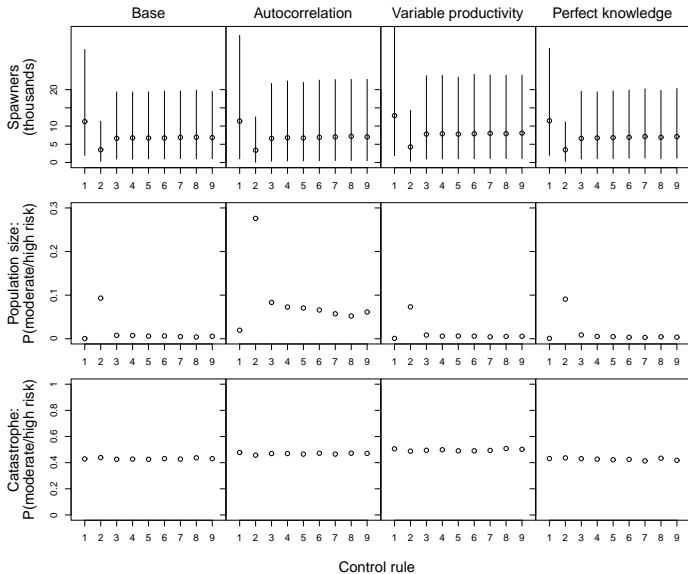 Base Autocorrelation Variable productivity Perfect knowledge
Spawners
(thousands)
20
10
5
0
1 2 3 4 5 6 7 8 9 1 2 3 4 5 6 7 8 9 1 2 3 4 5 6 7 8 9 1 2 3 4 5 6 7 8 9
Population size:
P(moderate/high risk)
0.3
0.1
0
1 2 3 4 5 6 7 8 9 1 2 3 4 5 6 7 8 9 1 2 3 4 5 6 7 8 9 1 2 3 4 5 6 7 8 9
Catastrophe:
P(moderate/high risk)
1
0.8
0.6
0.4
0.2
0
1 2 3 4 5 6 7 8 9 1 2 3 4 5 6 7 8 9 1 2 3 4 5 6 7 8 9 1 2 3 4 5 6 7 8 9
Control rule